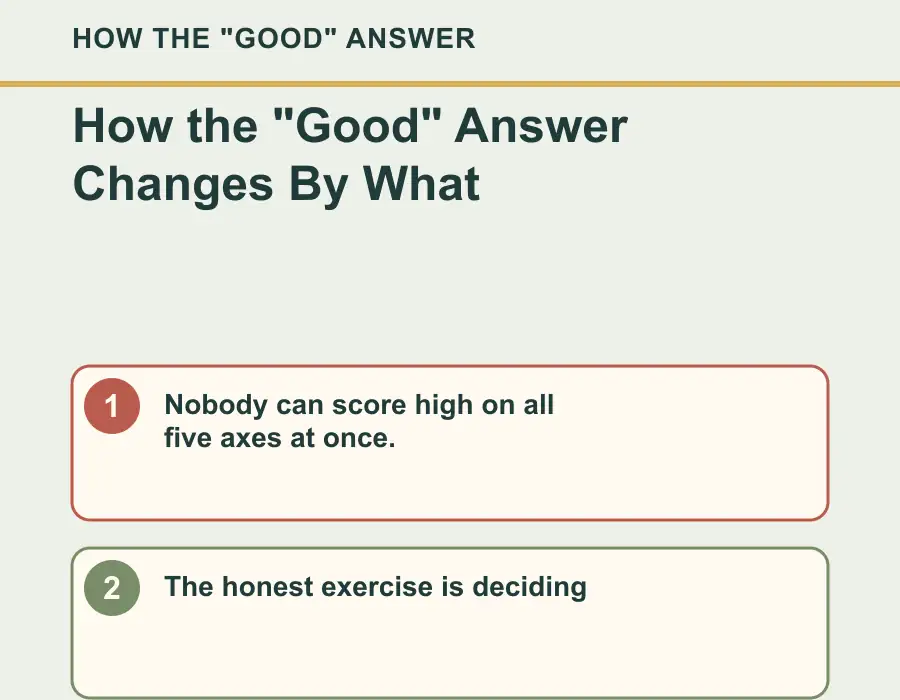 HOW THE "GOOD" ANSWER
How the "Good" Answer
Changes By What
1
Nobody can score high on all
five axes at once.
2
The honest exercise is deciding